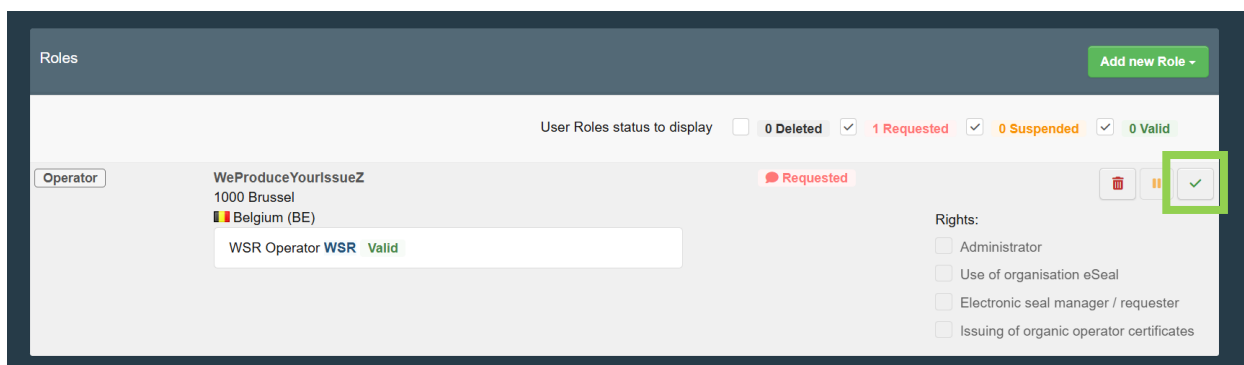 Roles
Add new Role
User Roles status to display 0 Deleted 1 Requested 0 Suspended 0 Valid
Operator
WeProduceYourIssueZ
1000 Brussel
Belgium (BE)
WSR Operator WSR Valid
Requested
Rights:
Administrator
Use of organisation eSeal
Electronic seal manager / requester
Issuing of organic operator certificates